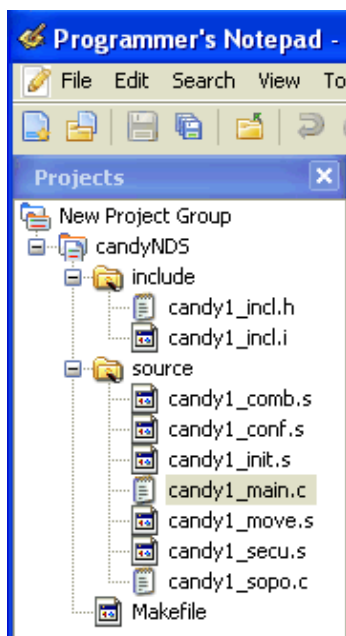 Programmer's Notepad -
File Edit Search View To
Projects
New Project Group
candyNDS
include
candy1_incl.h
candy1_incl.i
source
candy1_comb.s
candy1_conf.s
candy1_init.s
candy1_main.c
candy1_move.s
candy1_secu.s
candy1_sopo.c
Makefile